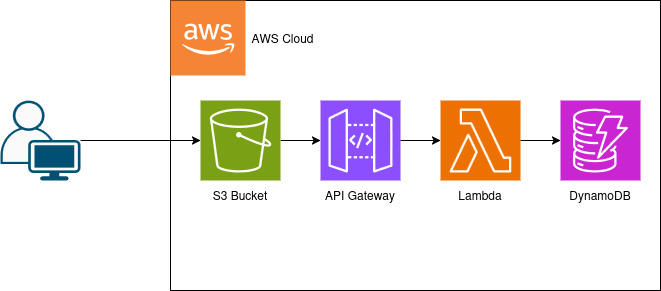 aws
AWS Cloud
</>
S3 Bucket
API Gateway
Lambda
DynamoDB